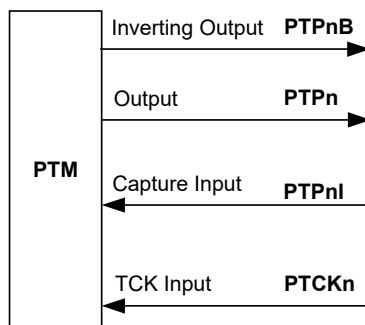 Inverting Output PTPnB
Output PTPn
PTM
Capture Input PTPnI
TCK Input PTCKn